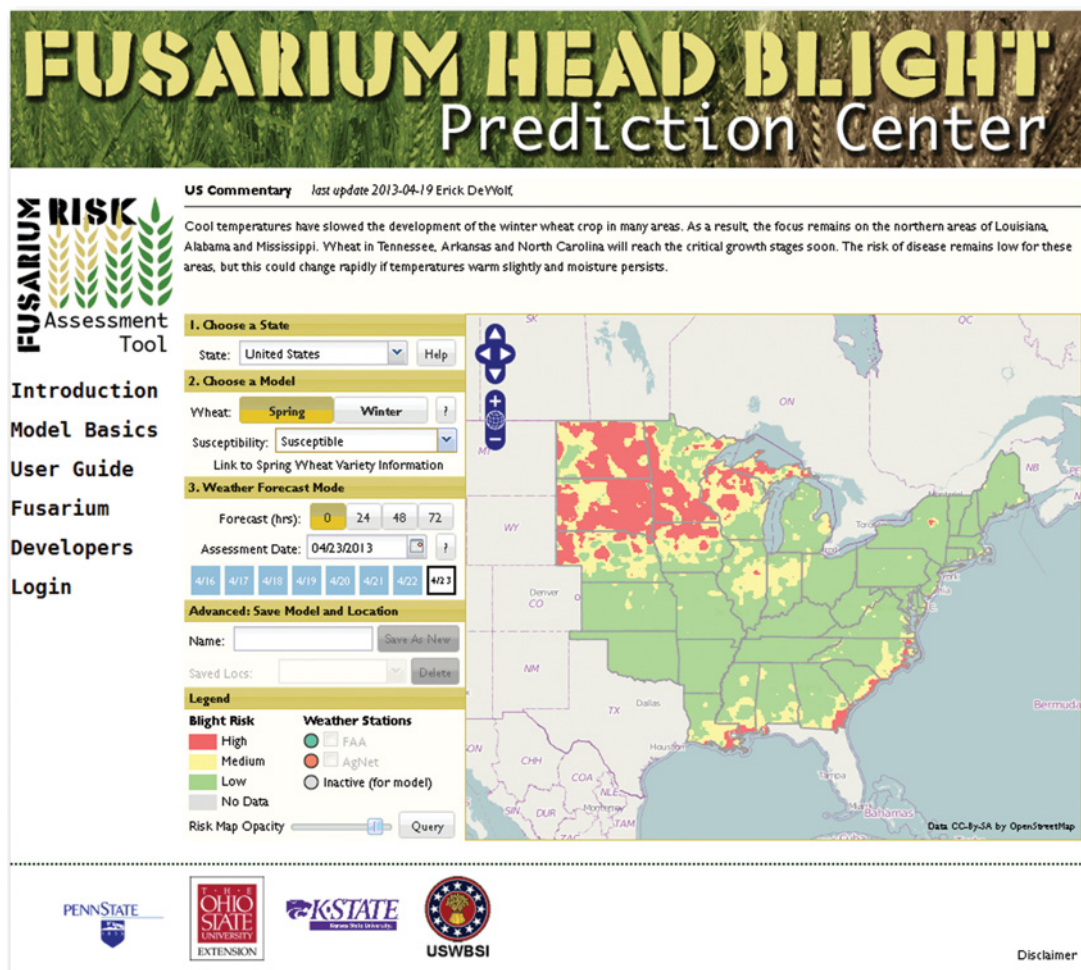 FUSARIUM HEAD BLIGHT
Prediction Center
FUSARIUM
RISK
Assessment
Tool
US Commentary last update 2013-04-19 Erick DeWolf,
Cool temperatures have slowed the development of the winter wheat crop in many areas. As a result, the focus remains on the northern areas of Louisiana,
Alabama and Mississippi. Wheat in Tennessee, Arkansas and North Carolina will reach the critical growth stages soon. The risk of disease remains low for these
areas, but this could change rapidly if temperatures warm slightly and moisture persists.
Introduction
Model Basics
User Guide
Fusarium
Developers
Login
1. Choose a State
State: United States Help
2. Choose a Model
Wheat: Spring Winter ?
Susceptibility: Susceptible
Link to Spring Wheat Variety Information
3. Weather Forecast Mode
Forecast (hrs): 0 24 48 72
Assessment Date: 04/23/2013 ?
4/16 4/17 4/18 4/19 4/20 4/21 4/22 4/23
Advanced: Save Model and Location
Name: Save As New
Saved Locs: Delete
Legend
Blight Risk Weather Stations
High FAA
Medium AgNet
Low Inactive (for model)
No Data
Risk Map Opacity Query
SK
QC
ON
MT
NB
WY
Denver
CO
NM
TX
Dallas
Bermuda
CHH
COA
NLE
SIN
DUR
TAM
Tampa
Bahamas
Data CC-By-SA by OpenStreetMap
PENNSTATE
1855
THE
OHIO
STATE
UNIVERSITY
EXTENSION
K-STATE
Kansas State University
USWBSI
Disclaimer